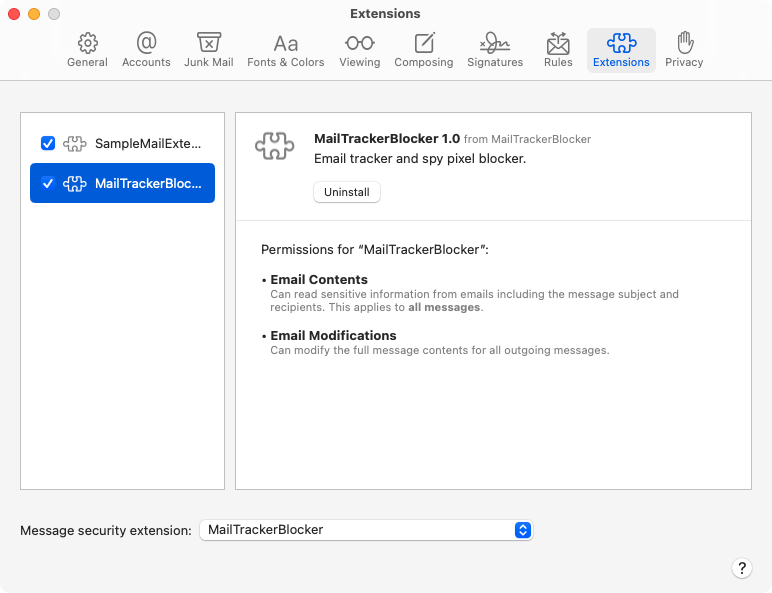 Extensions
General
Accounts
Junk Mail
Aa
Fonts & Colors
Viewing
Composing
Signatures
Rules
Extensions
Privacy
SampleMailExte...
MailTrackerBloc...
MailTrackerBlocker 1.0 from MailTrackerBlocker
Email tracker and spy pixel blocker.
Uninstall
Permissions for “MailTrackerBlocker”:
• Email Contents
Can read sensitive information from emails including the message subject and
recipients. This applies to all messages.
• Email Modifications
Can modify the full message contents for all outgoing messages.
Message security extension: MailTrackerBlocker
?